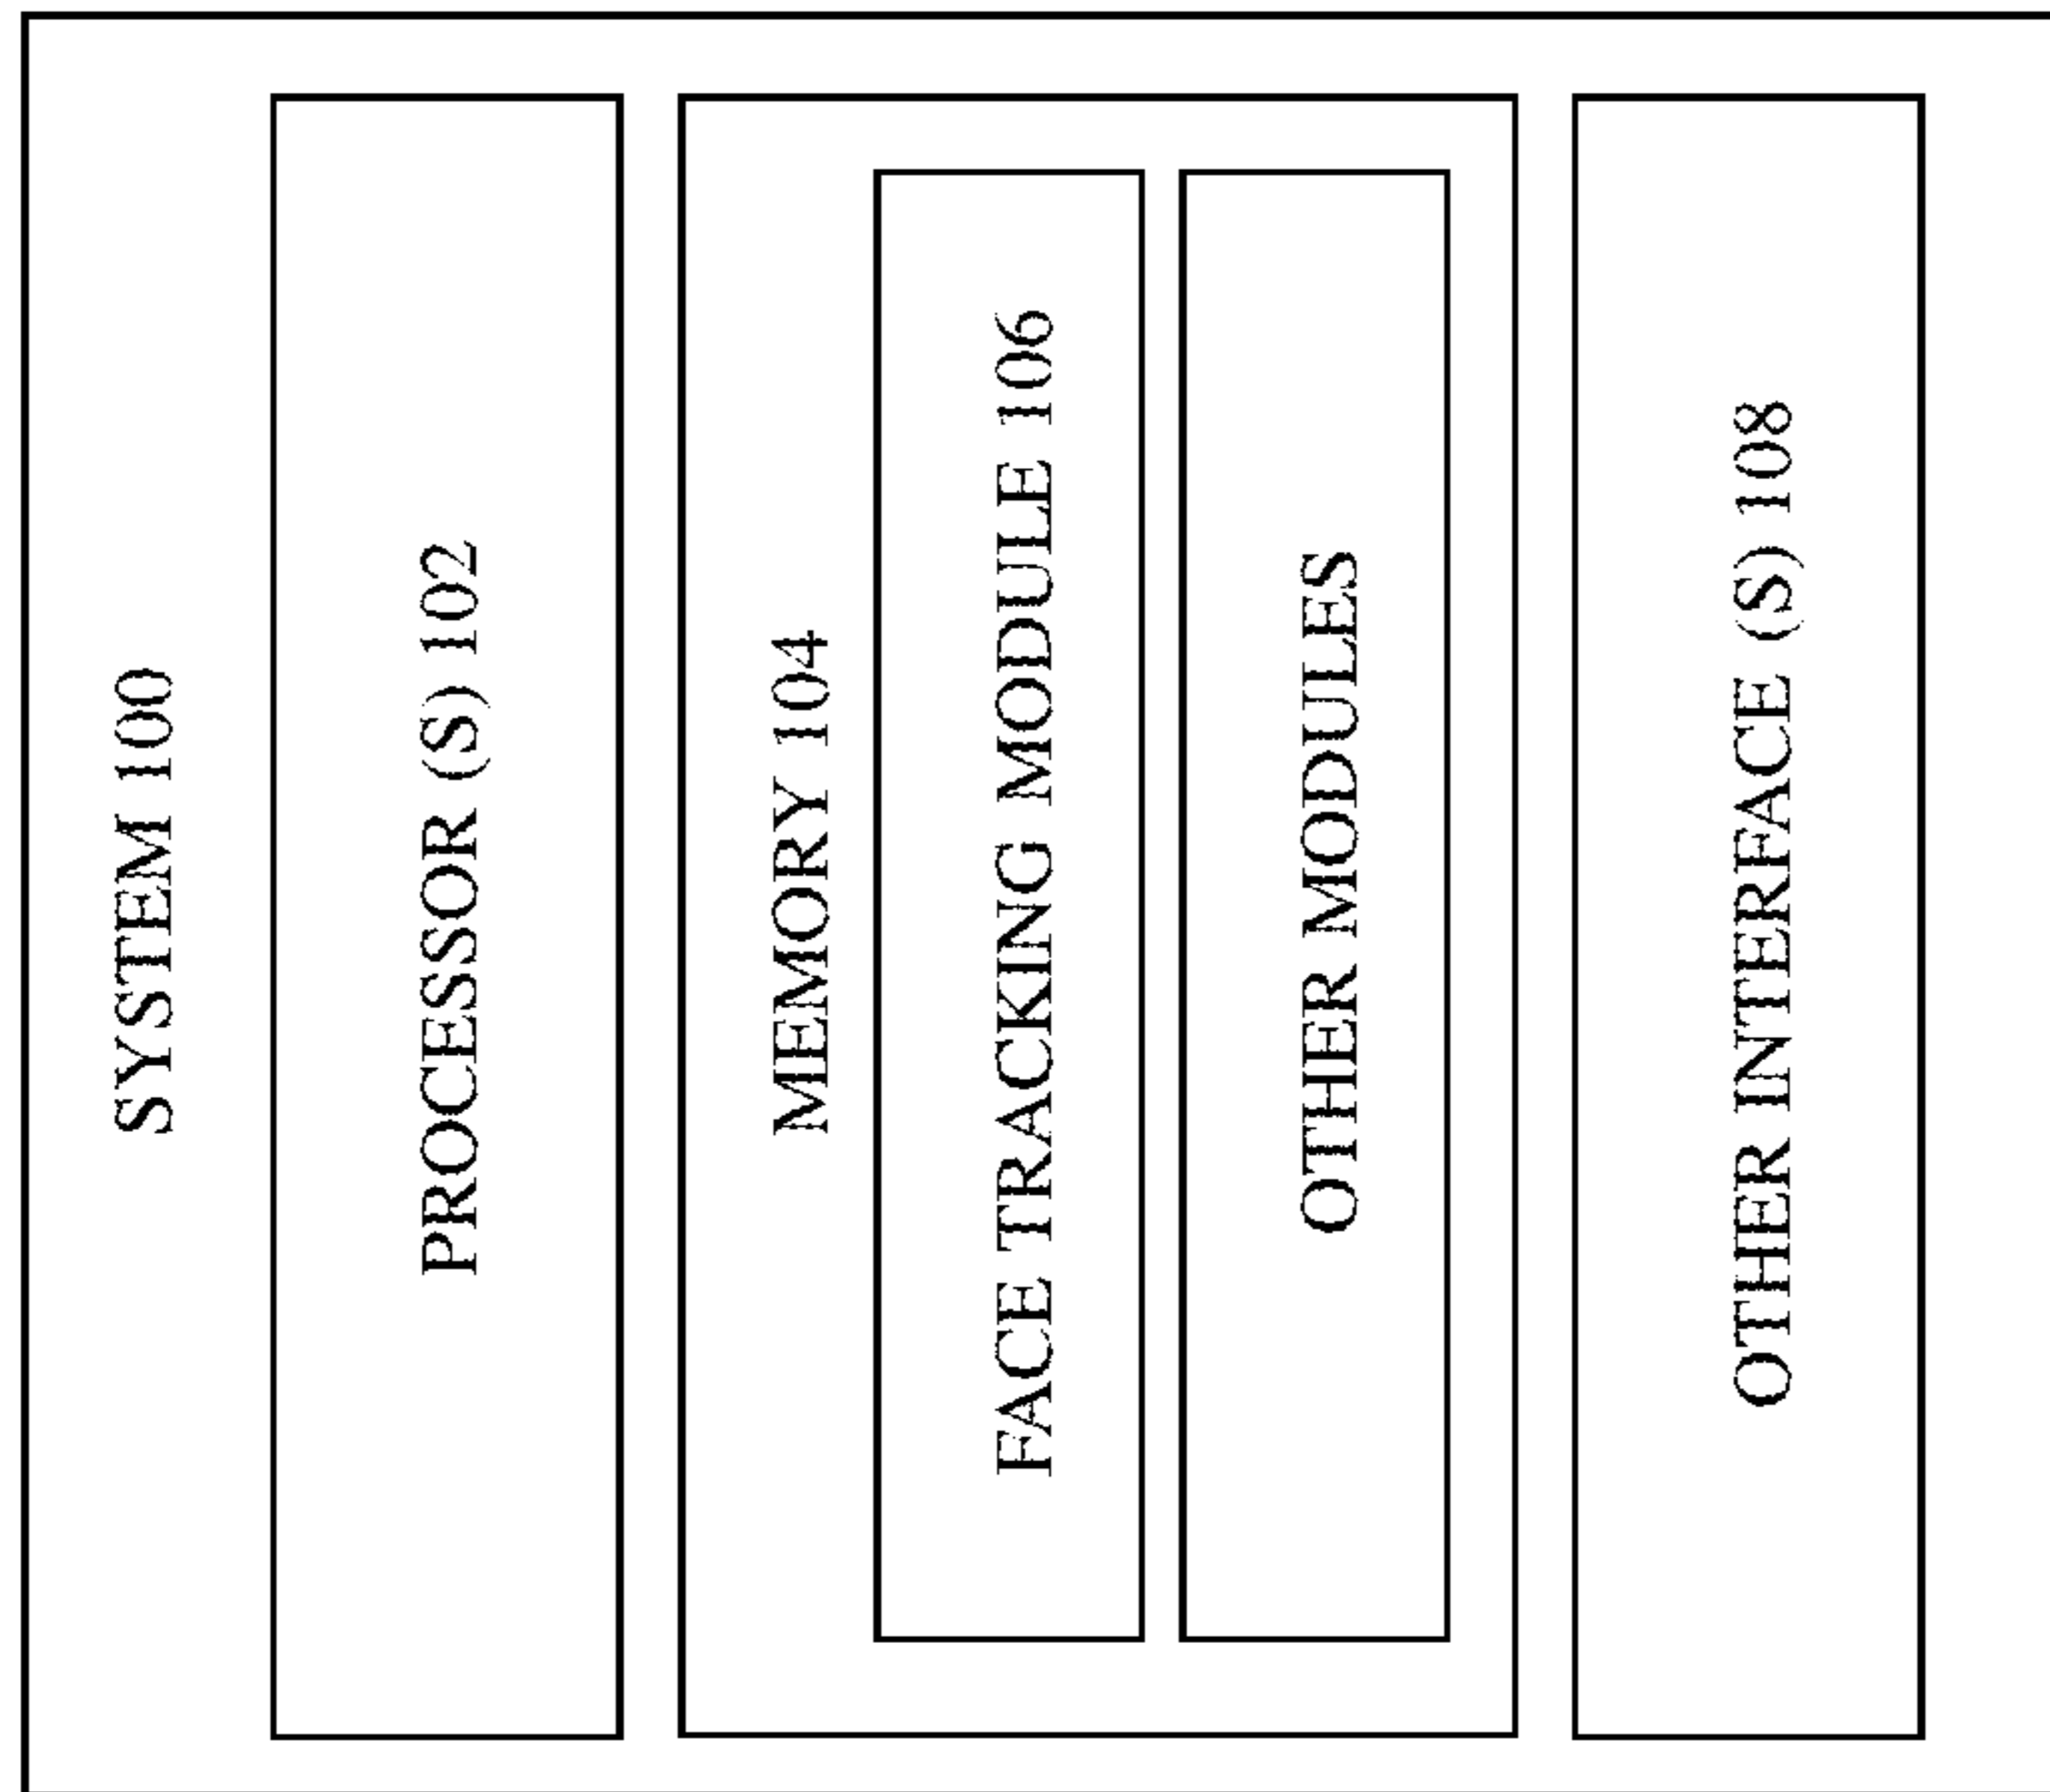 SYSTEM 100
PROCESSOR (S) 102
MEMORY 104
FACE TRACKING MODULE 106
OTHER MODULES
OTHER INTERFACE (S) 108